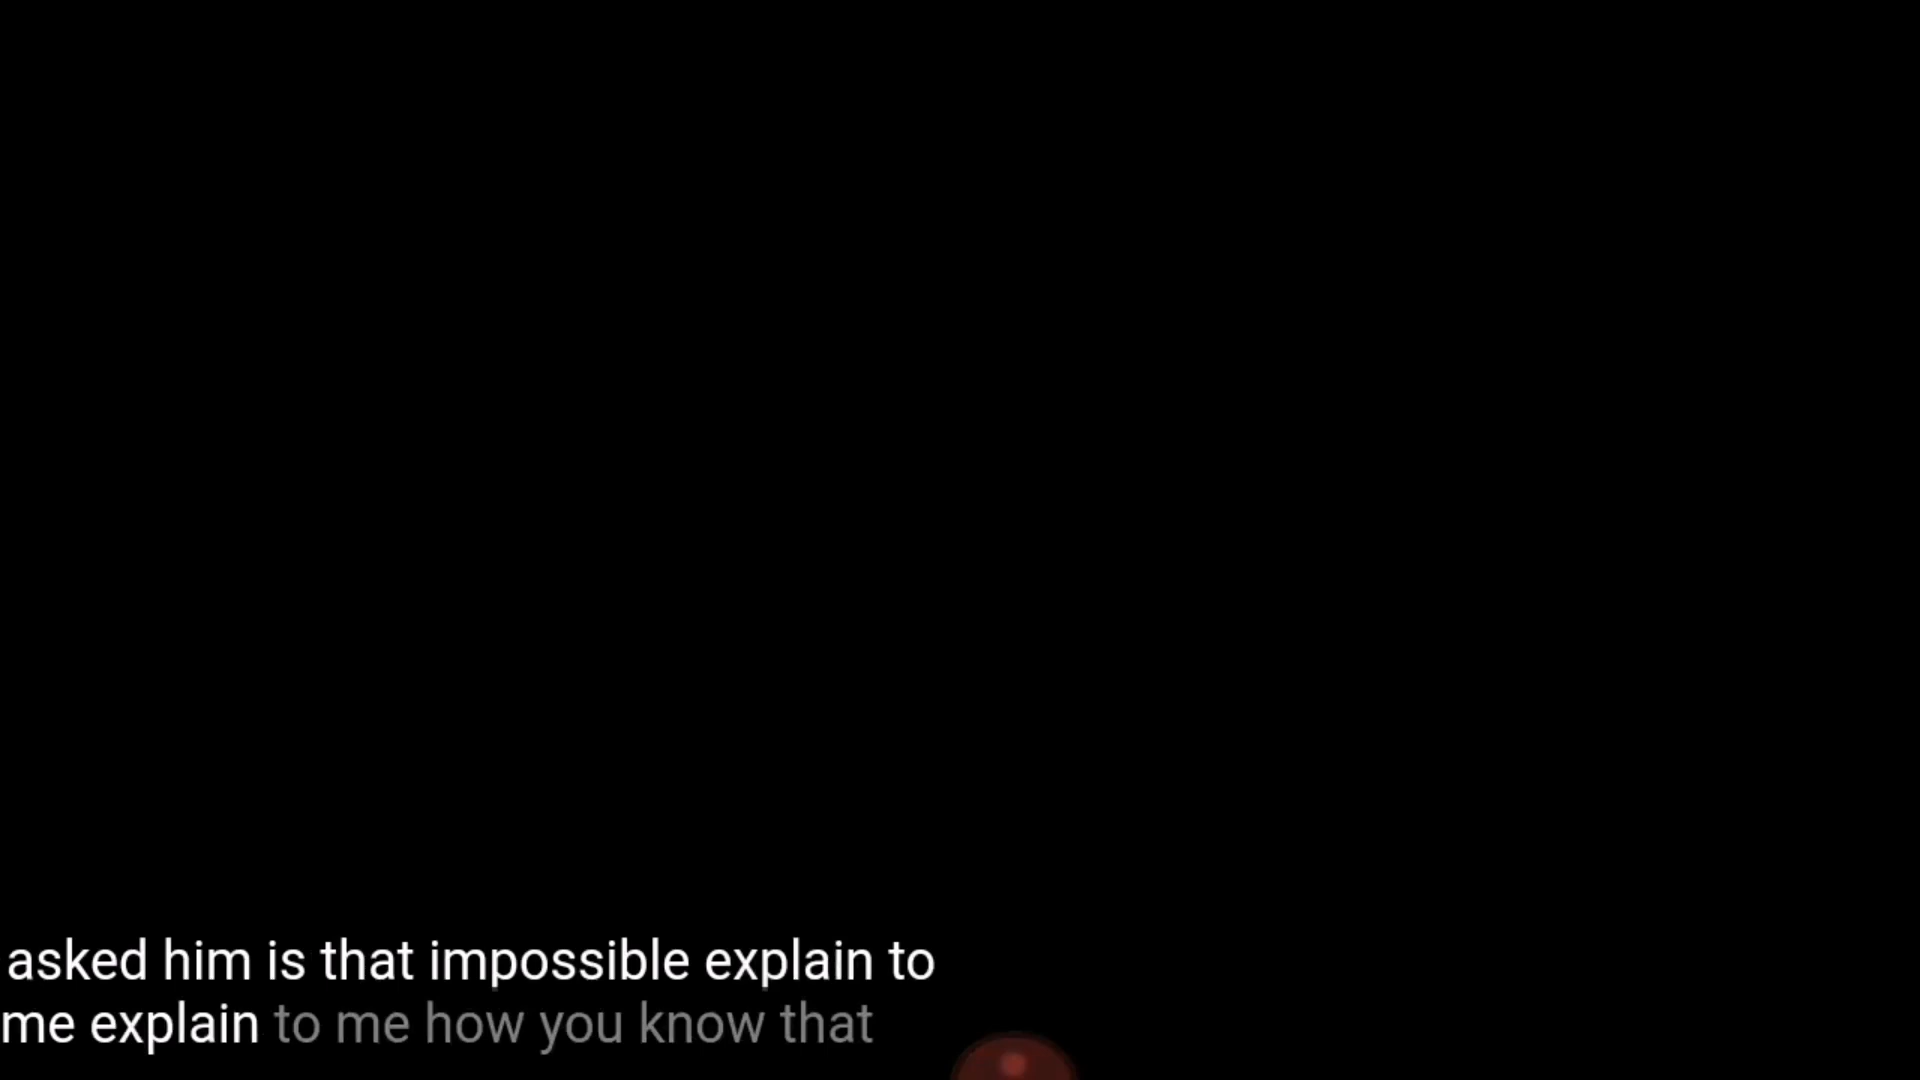 asked him is that impossible explain to
me explain to me how you know that